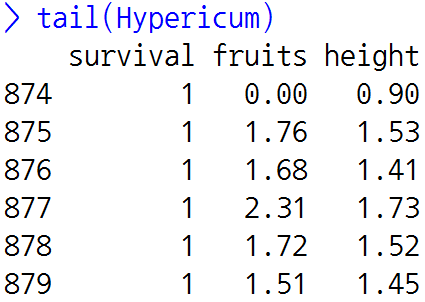 > tail(Hypericum)
survival fruits height
874 1 0.00 0.90
875 1 1.76 1.53
876 1 1.68 1.41
877 1 2.31 1.73
878 1 1.72 1.52
879 1 1.51 1.45